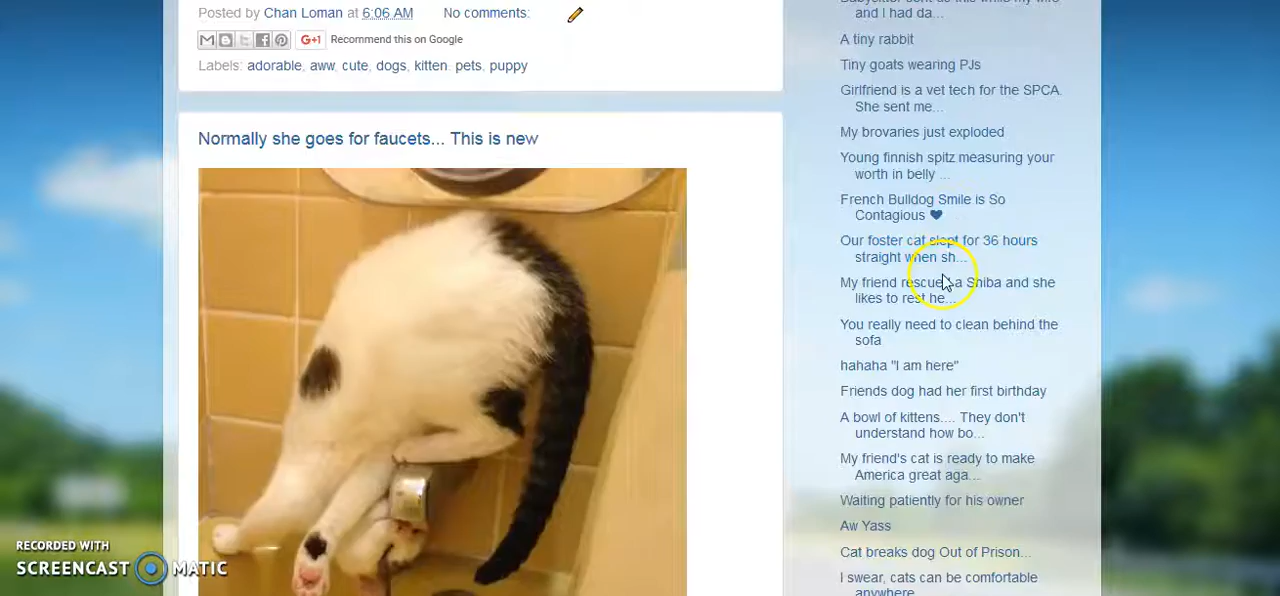 Posted by Chan Loman at 6:06 AM No comments:
G+1 Recommend this on Google
Labels: adorable, aww, cute, dogs, kitten, pets, puppy
Normally she goes for faucets... This is new
and I had da...
A tiny rabbit
Tiny goats wearing PJs
Girlfriend is a vet tech for the SPCA.
She sent me...
My brovaries just exploded
Young finnish spitz measuring your
worth in belly ...
French Bulldog Smile is So
Contagious ♥
Our foster cat slept for 36 hours
straight when sh...
My friend rescued a Shiba and she
likes to rest he...
You really need to clean behind the
sofa
hahaha "I am here"
Friends dog had her first birthday
A bowl of kittens.... They don't
understand how bo...
My friend's cat is ready to make
America great aga...
Waiting patiently for his owner
Aw Yass
Cat breaks dog Out of Prison...
I swear, cats can be comfortable
anywhere
RECORDED WITH
SCREENCAST MATIC